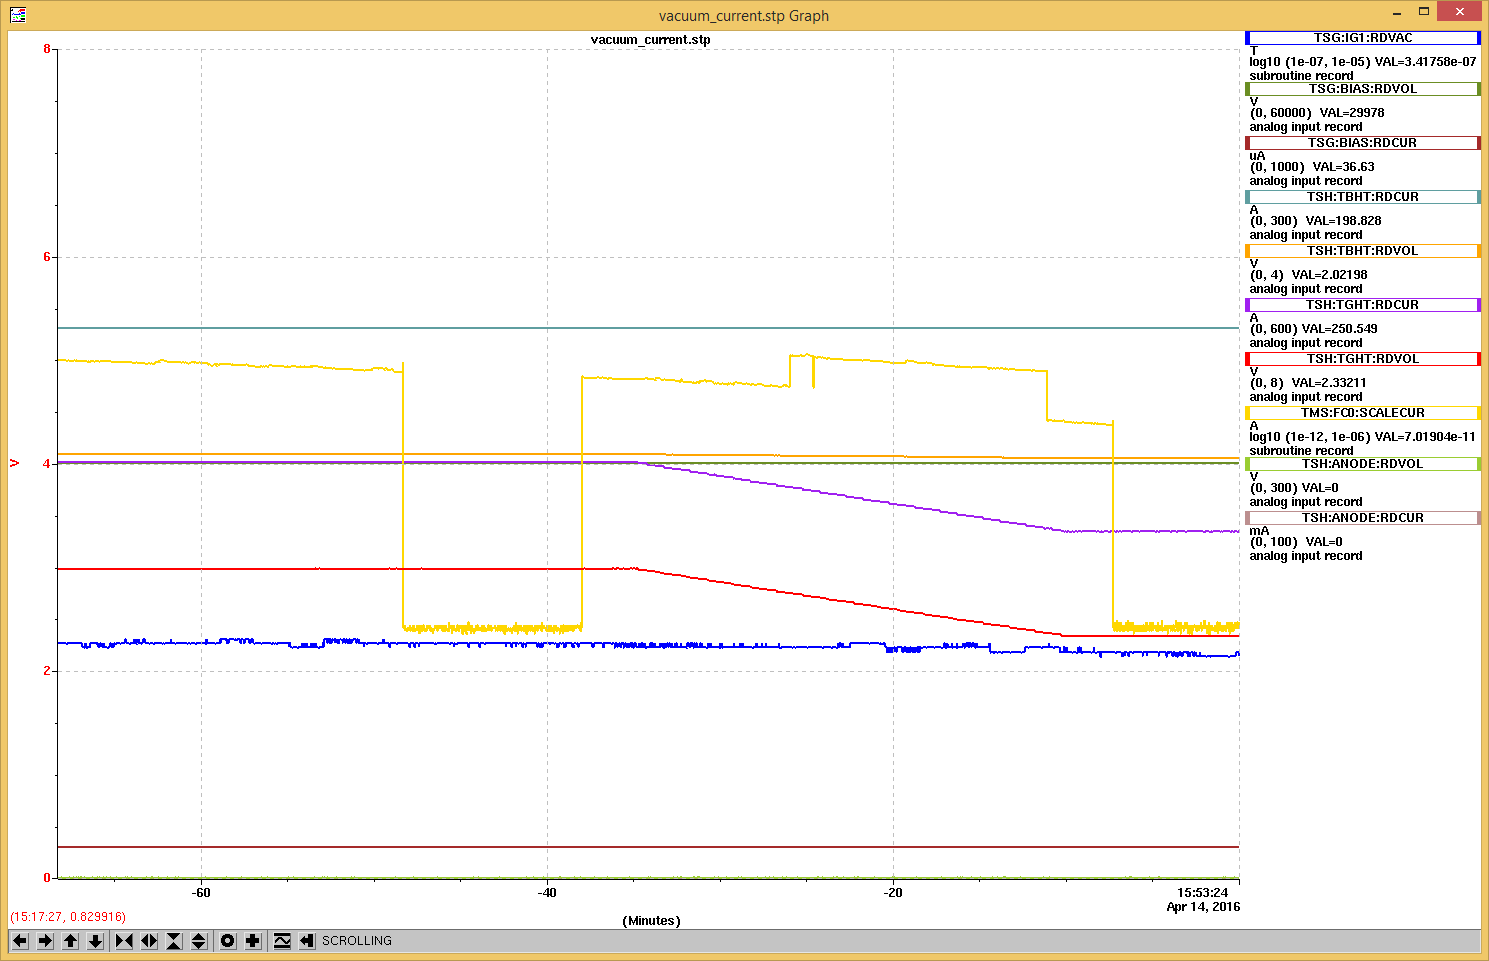 vacuum_current.stp Graph
vacuum_current.stp
8
6
V
4
2
0
-60
-40
-20
15:53:24
Apr 14, 2016
(15:17:27, 0.829916)
(Minutes)
SCROLLING
TSG:IG1:RDVAC
T
log10 (1e-07, 1e-05) VAL=3.41758e-07
subroutine record
TSG:BIAS:RDVOL
V
(0, 60000) VAL=29978
analog input record
TSG:BIAS:RDCUR
uA
(0, 1000) VAL=36.63
analog input record
TSH:TBHT:RDCUR
A
(0, 300) VAL=198.828
analog input record
TSH:TBHT:RDVOL
V
(0, 4) VAL=2.02198
analog input record
TSH:TGHT:RDCUR
A
(0, 600) VAL=250.549
analog input record
TSH:TGHT:RDVOL
V
(0, 8) VAL=2.33211
analog input record
TMS:FC0:SCALECUR
A
log10 (1e-12, 1e-06) VAL=7.01904e-11
subroutine record
TSH:ANODE:RDVOL
V
(0, 300) VAL=0
analog input record
TSH:ANODE:RDCUR
mA
(0, 100) VAL=0
analog input record